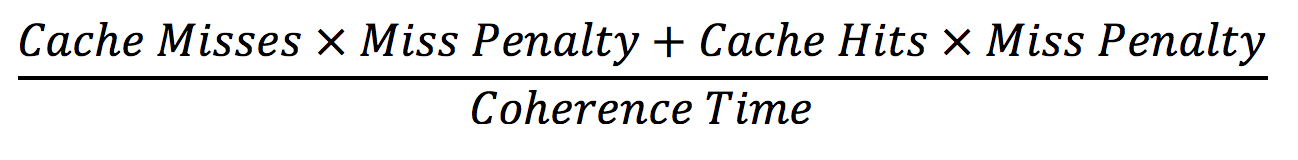 Cache Misses × Miss Penalty + Cache Hits × Miss Penalty
Coherence Time